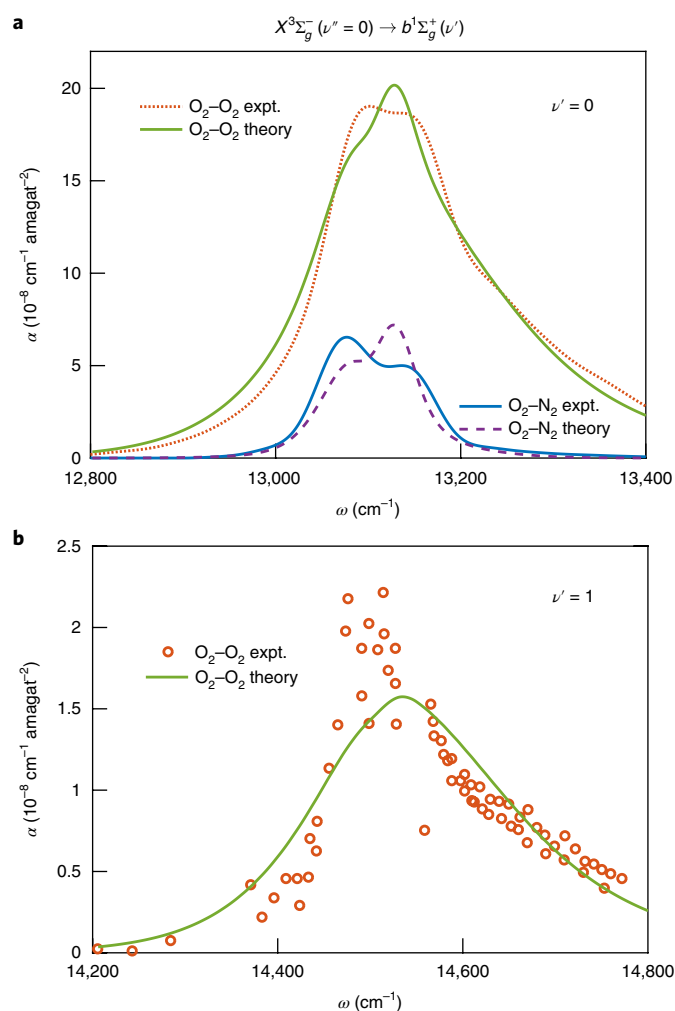 a
X³Σg⁻(ν″ = 0) → b¹Σg⁺(ν′)
20
15
10
5
0
α (10⁻⁸ cm⁻¹ amagat⁻²)
O₂–O₂ expt.
O₂–O₂ theory
ν′ = 0
O₂–N₂ expt.
O₂–N₂ theory
12,800 13,000 13,200 13,400
ω (cm⁻¹)
b
2.5
2
1.5
1
0.5
0
α (10⁻⁸ cm⁻¹ amagat⁻²)
ν′ = 1
O₂–O₂ expt.
O₂–O₂ theory
14,200 14,400 14,600 14,800
ω (cm⁻¹)